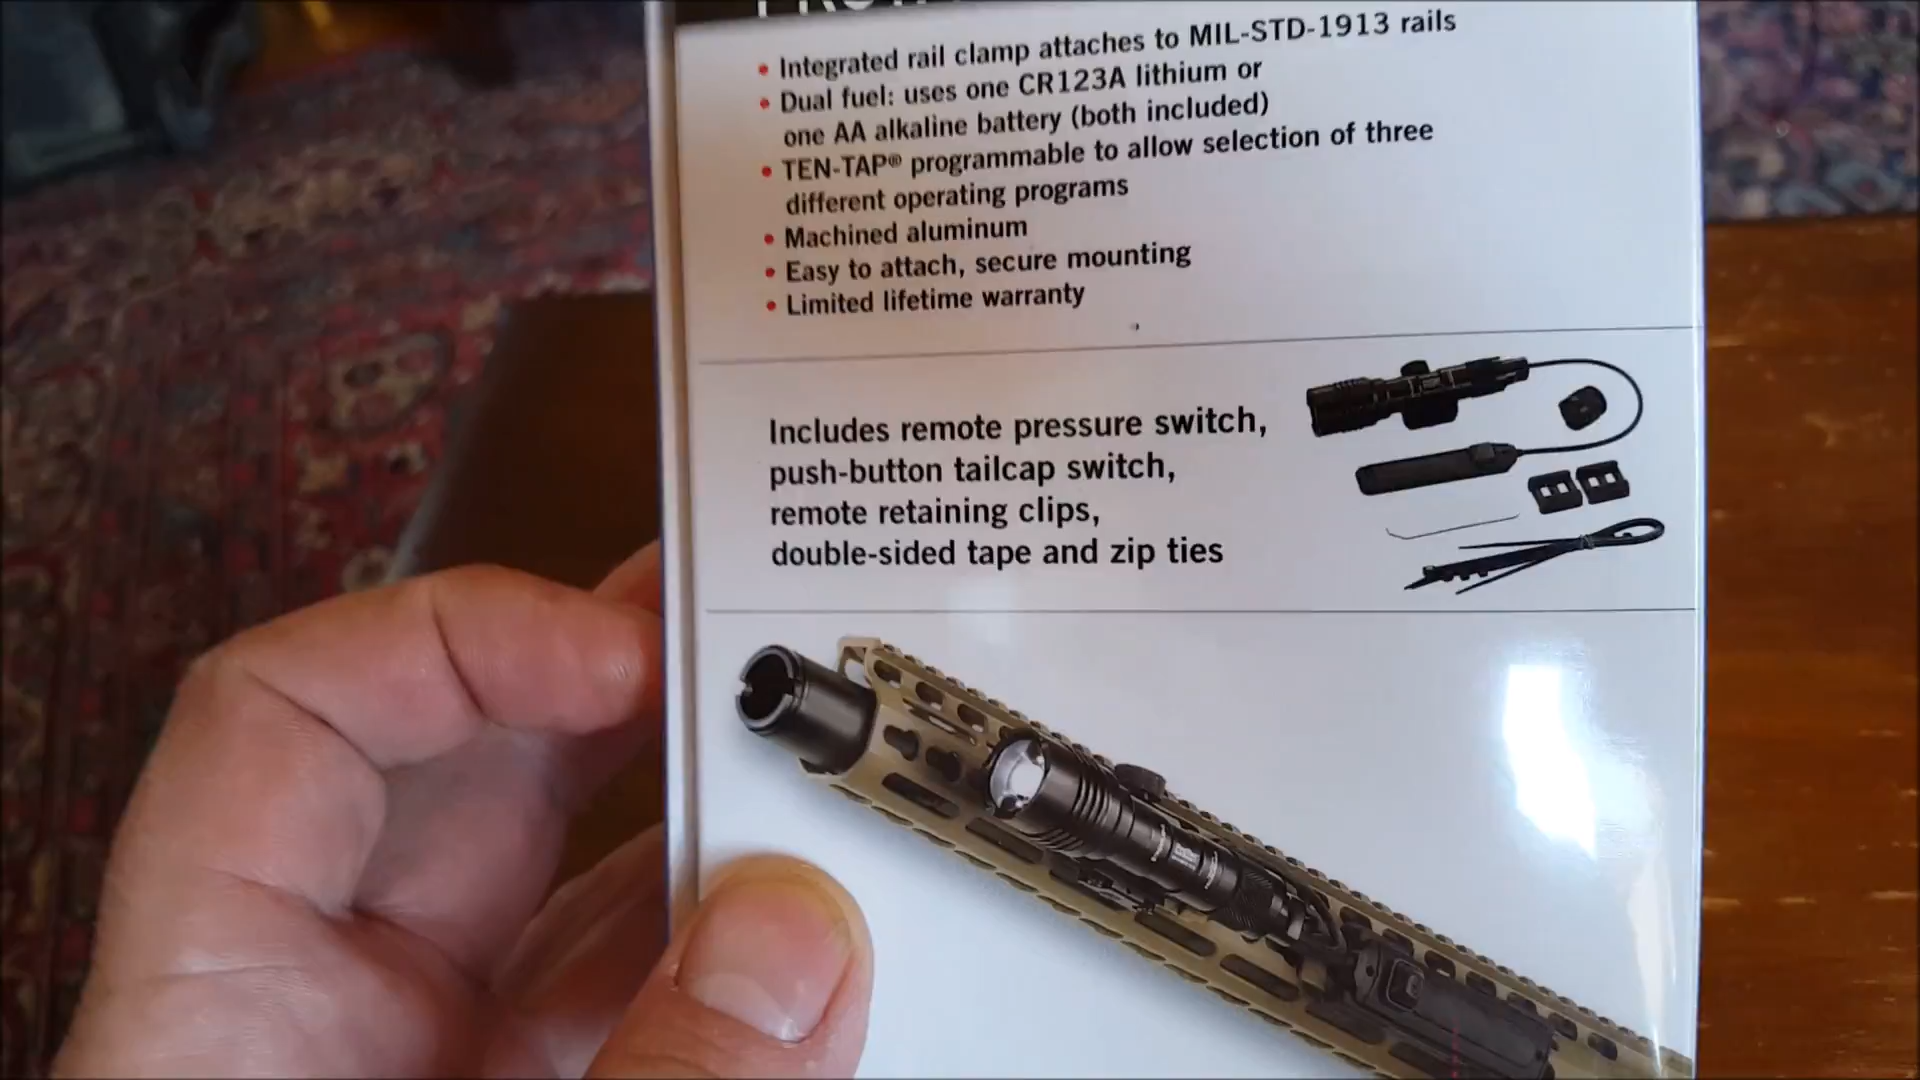 • Integrated rail clamp attaches to MIL-STD-1913 rails
• Dual fuel: uses one CR123A lithium or
one AA alkaline battery (both included)
• TEN-TAP® programmable to allow selection of three
different operating programs
• Machined aluminum
• Easy to attach, secure mounting
• Limited lifetime warranty
Includes remote pressure switch,
push-button tailcap switch,
remote retaining clips,
double-sided tape and zip ties